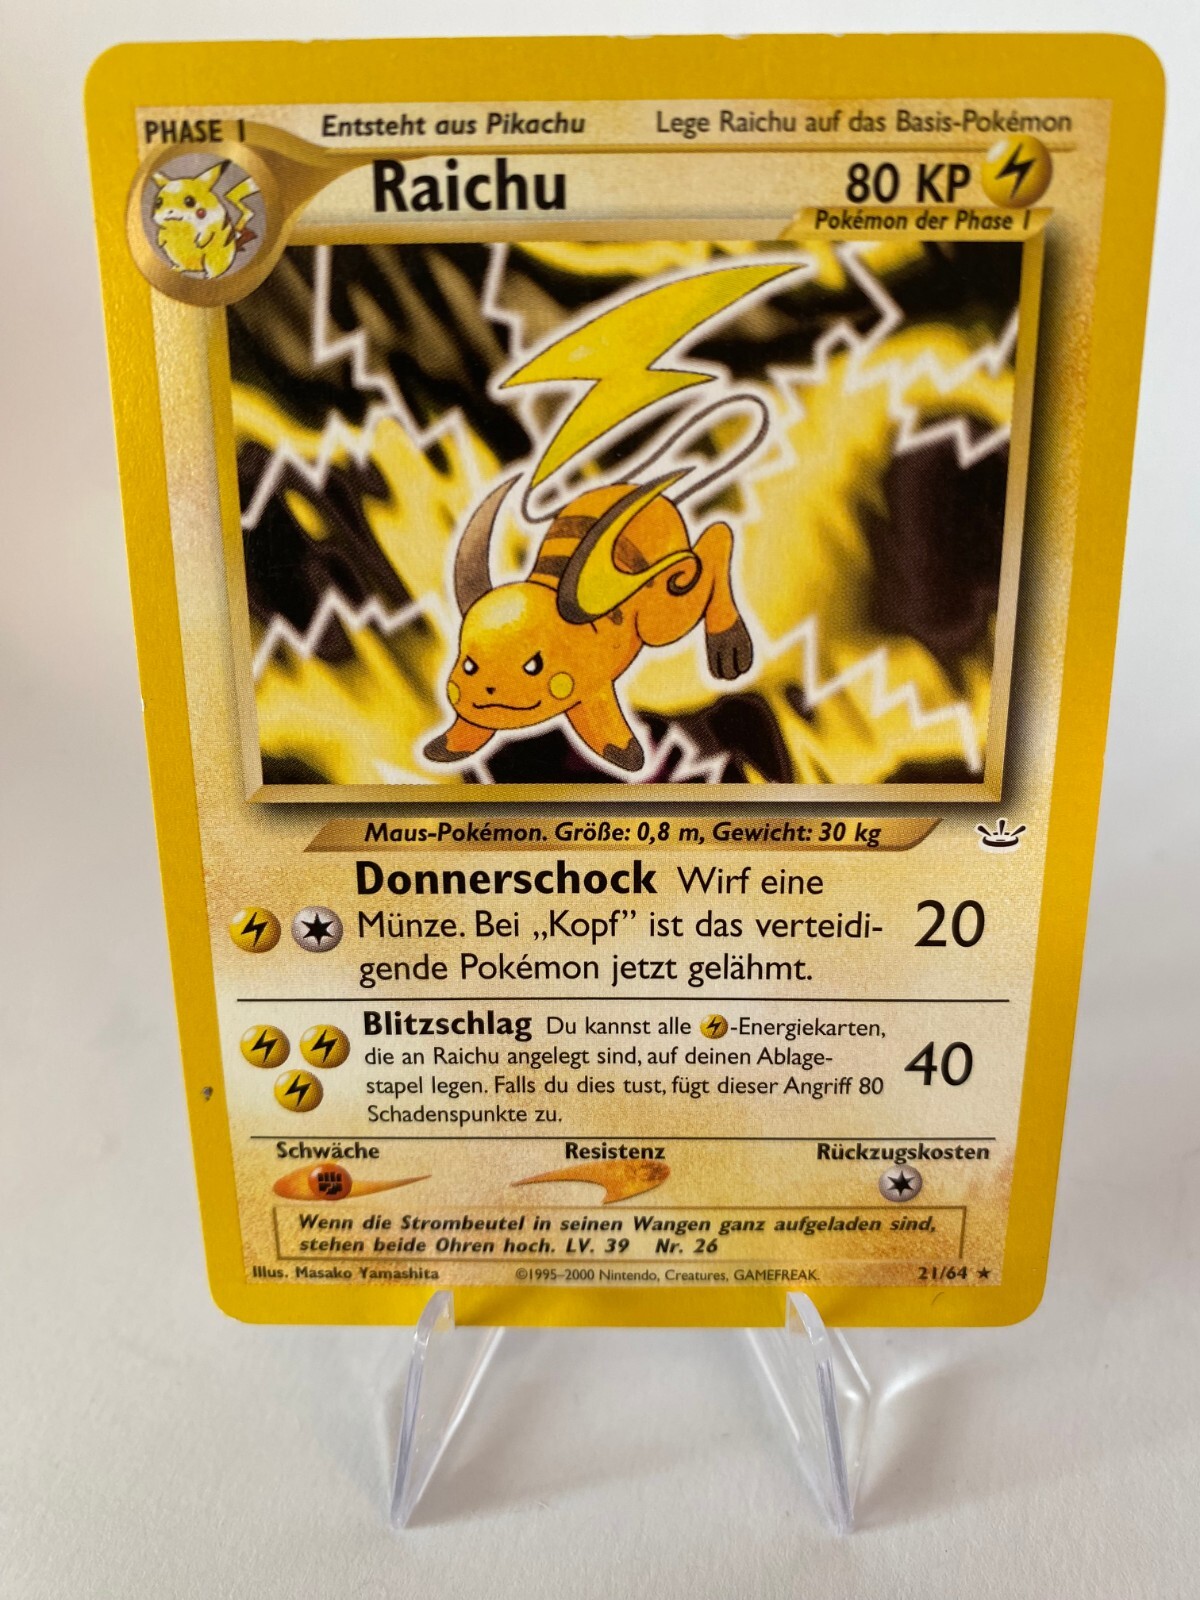 PHASE 1
Entsteht aus Pikachu
Lege Raichu auf das Basis-Pokémon
Raichu
80 KP
Pokémon der Phase 1
Maus-Pokémon. Größe: 0,8 m, Gewicht: 30 kg
Donnerschock Wirf eine
Münze. Bei „Kopf” ist das verteidi-
gende Pokémon jetzt gelähmt.
20
Blitzschlag Du kannst alle -Energiekarten,
die an Raichu angelegt sind, auf deinen Ablage-
stapel legen. Falls du dies tust, fügt dieser Angriff 80
Schadenspunkte zu.
40
Schwäche
Resistenz
Rückzugskosten
Wenn die Strombeutel in seinen Wangen ganz aufgeladen sind,
stehen beide Ohren hoch. LV. 39 Nr. 26
Illus. Masako Yamashita
©1995–2000 Nintendo, Creatures, GAMEFREAK.
21/64 ★